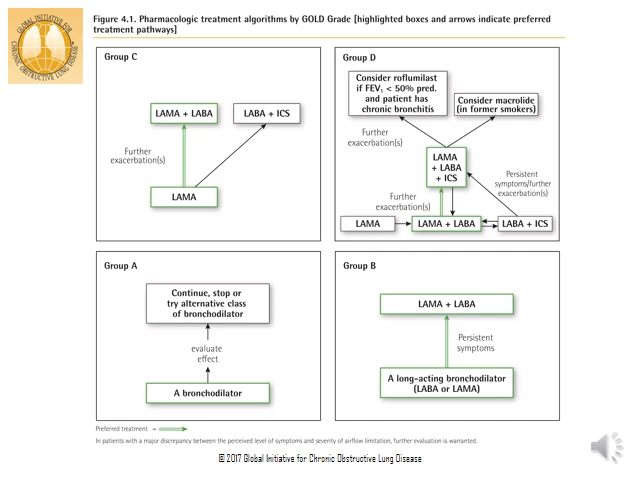 GLOBAL INITIATIVE FOR
CHRONIC OBSTRUCTIVE LUNG DISEASE
Figure 4.1. Pharmacologic treatment algorithms by GOLD Grade [highlighted boxes and arrows indicate preferred
treatment pathways]
Group C
LAMA + LABA
LABA + ICS
Further
exacerbation(s)
LAMA
Group D
Consider roflumilast
if FEV₁ < 50% pred.
and patient has
chronic bronchitis
Consider macrolide
(in former smokers)
Further
exacerbation(s)
LAMA
+ LABA
+ ICS
Persistent
symptoms/further
exacerbation(s)
Further
exacerbation(s)
LAMA
LAMA + LABA
LABA + ICS
Group A
Continue, stop or
try alternative class
of bronchodilator
evaluate
effect
A bronchodilator
Group B
LAMA + LABA
Persistent
symptoms
A long-acting bronchodilator
(LABA or LAMA)
Preferred treatment =
In patients with a major discrepancy between the perceived level of symptoms and severity of airflow limitation, further evaluation is warranted.
© 2017 Global Initiative for Chronic Obstructive Lung Disease